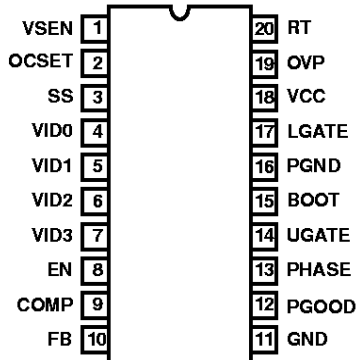 VSEN 1 20 RT
OCSET 2 19 OVP
SS 3 18 VCC
VID0 4 17 LGATE
VID1 5 16 PGND
VID2 6 15 BOOT
VID3 7 14 UGATE
EN 8 13 PHASE
COMP 9 12 PGOOD
FB 10 11 GND